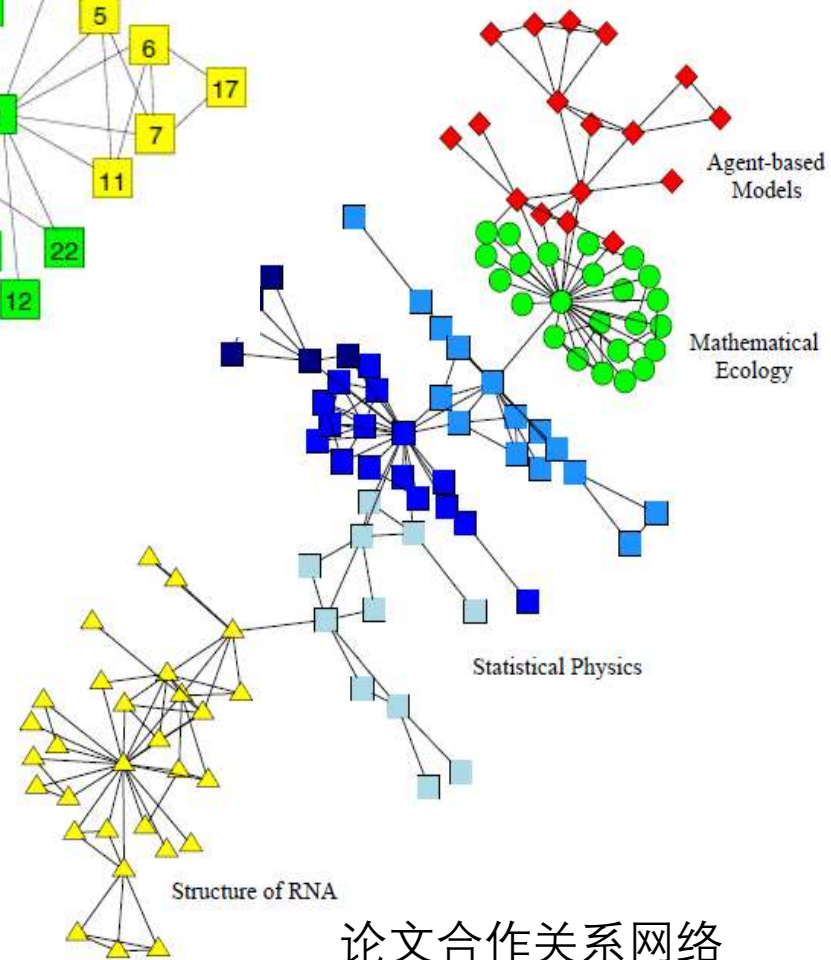 5
6
17
7
11
22
12
Agent-based
Models
Mathematical
Ecology
Statistical Physics
Structure of RNA
论文合作关系网络